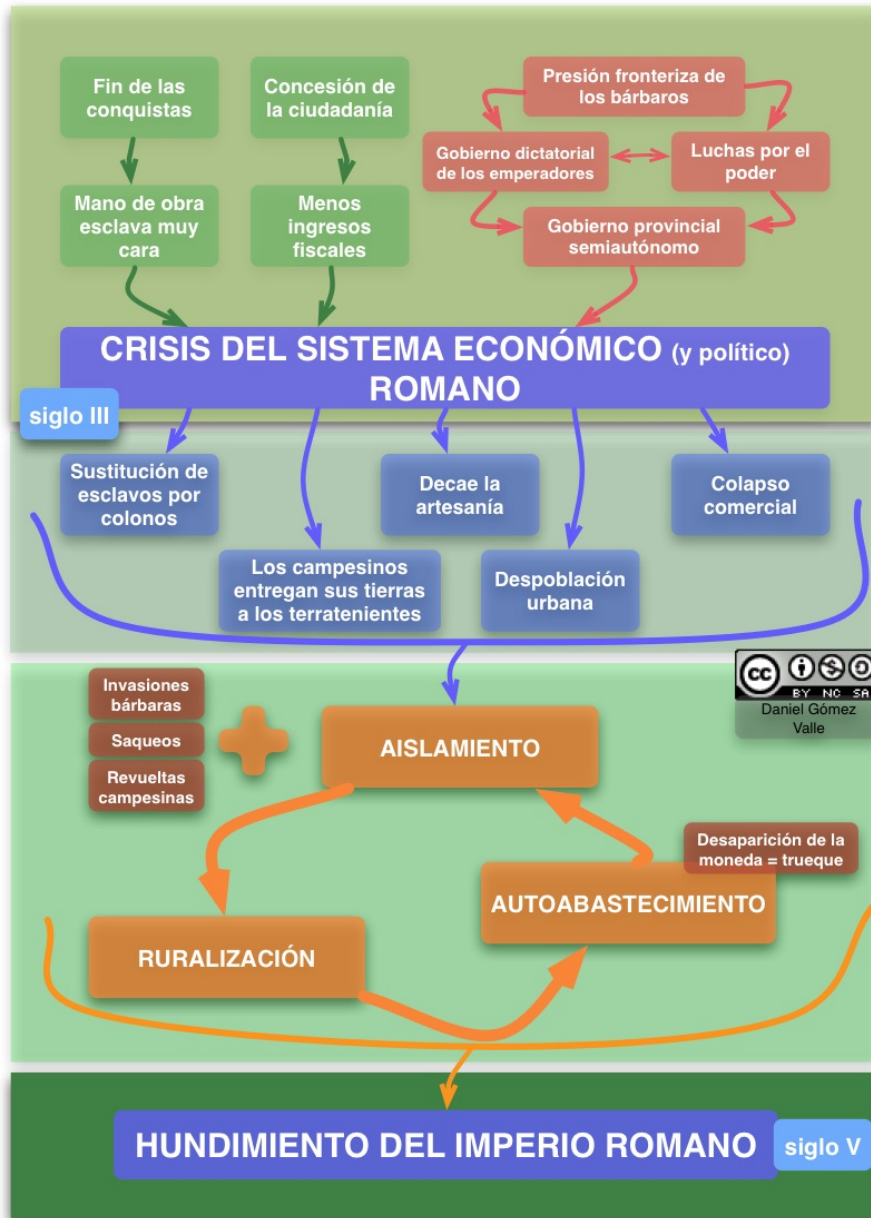 Fin de las
conquistas
Concesión de
la ciudadanía
Presión fronteriza de
los bárbaros
Gobierno dictatorial
de los emperadores
Luchas por el
poder
Mano de obra
esclava muy
cara
Menos
ingresos
fiscales
Gobierno provincial
semiautónomo
CRISIS DEL SISTEMA ECONÓMICO (y político)
ROMANO
siglo III
Sustitución de
esclavos por
colonos
Decae la
artesanía
Colapso
comercial
Los campesinos
entregan sus tierras
a los terratenientes
Despoblación
urbana
Invasiones
bárbaras
Saqueos
Revueltas
campesinas
cc
BY NC SA
Daniel Gómez
Valle
AISLAMIENTO
Desaparición de la
moneda = trueque
AUTOABASTECIMIENTO
RURALIZACIÓN
HUNDIMIENTO DEL IMPERIO ROMANO
siglo V